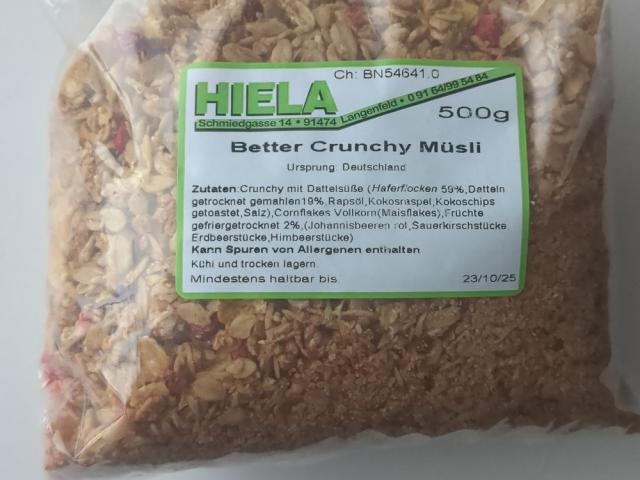 Ch: BN54641.0
HIELA
Schmiedgasse 14 • 91474 Langenfeld • 0 91 64/99 54 84
500g
Better Crunchy Müsli
Ursprung: Deutschland
Zutaten:Crunchy mit Dattelsüße (Haferflocken 59%,Datteln
getrocknet gemahlen19%,Rapsöl,Kokosraspel,Kokoschips
getoastet,Salz),Cornflakes Vollkorn(Maisflakes),Früchte
gefriergetrocknet 2%,(Johannisbeeren rot,Sauerkirschstücke
Erdbeerstücke,Himbeerstücke)
Kann Spuren von Allergenen enthalten
Kühl und trocken lagern.
Mindestens haltbar bis 23/10/25